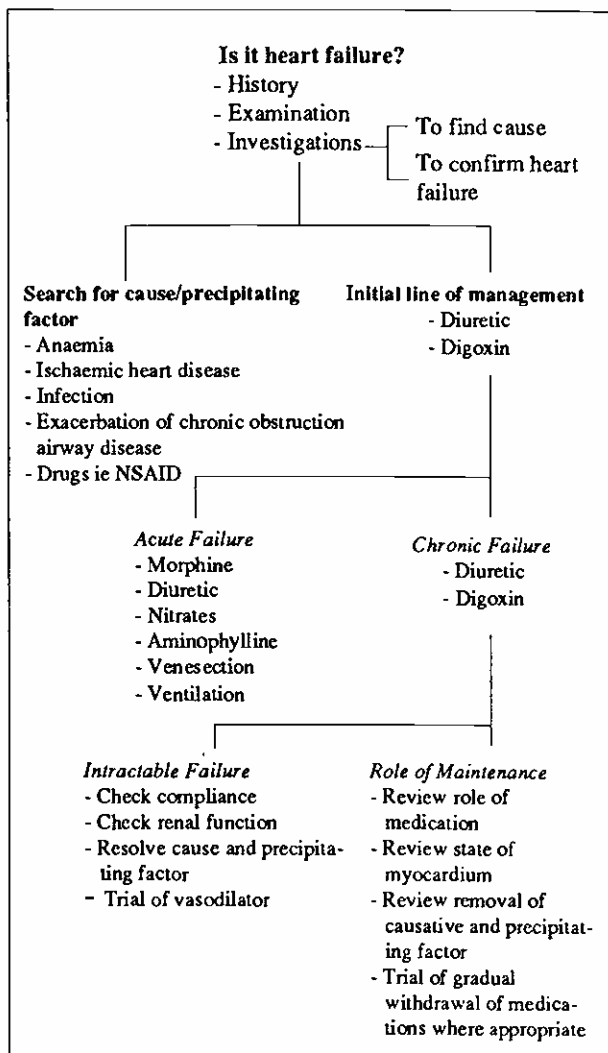 Is it heart failure?
- History
- Examination
- Investigations
To find cause
To confirm heart
failure
Search for cause/precipitating
factor
- Anaemia
- Ischaemic heart disease
- Infection
- Exacerbation of chronic obstruction
airway disease
- Drugs ie NSAID
Initial line of management
- Diuretic
- Digoxin
Acute Failure
- Morphine
- Diuretic
- Nitrates
- Aminophylline
- Venesection
- Ventilation
Chronic Failure
- Diuretic
- Digoxin
Intractable Failure
- Check compliance
- Check renal function
- Resolve cause and precipita-
ting factor
- Trial of vasodilator
Role of Maintenance
- Review role of
medication
- Review state of
myocardium
- Review removal of
causative and precipitat-
ing factor
- Trial of gradual
withdrawal of medica-
tions where appropriate